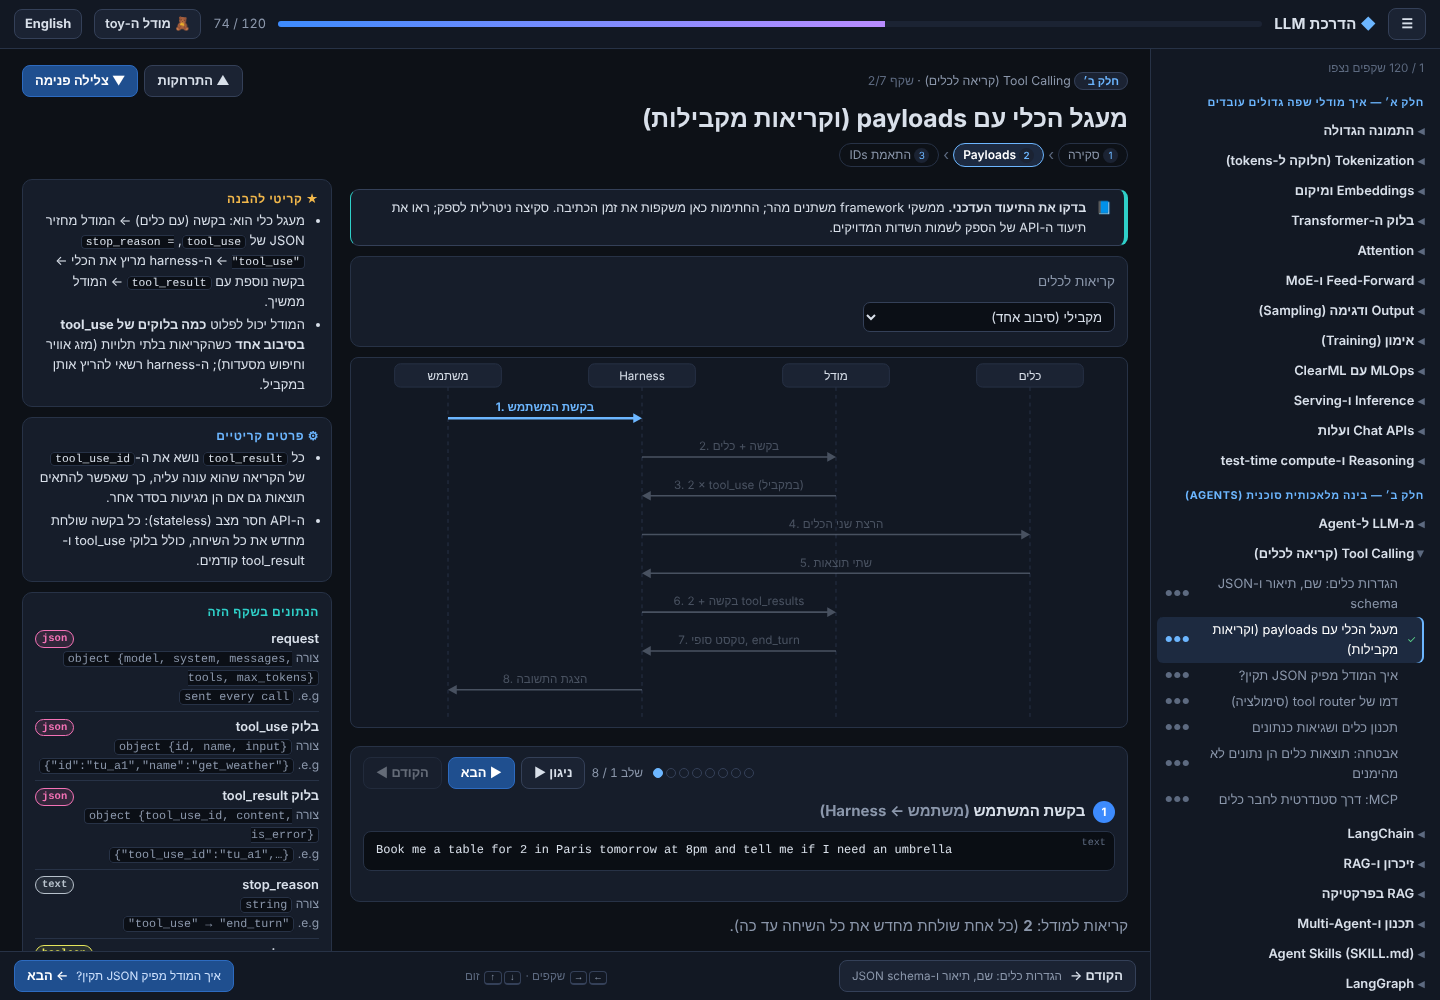 ☰
◆ הדרכת LLM
74 / 120
🧸 מודל ה-toy
English
1 / 120 שקפים נצפו
חלק א׳ — איך מודלי שפה גדולים עובדים
התמונה הגדולה
Tokenization (חלוקה ל-tokens)
Embeddings ומיקום
בלוק ה-Transformer
Attention
Feed-Forward ו-MoE
Output ודגימה (Sampling)
אימון (Training)
MLOps עם ClearML
Inference ו-Serving
Chat APIs ועלות
Reasoning ו-test-time compute
חלק ב׳ — בינה מלאכותית סוכנית (AGENTS)
מ-LLM ל-Agent
Tool Calling (קריאה לכלים)
הגדרות כלים: שם, תיאור ו-JSON
schema
מעגל הכלי עם payloads (וקריאות
מקבילות)
איך המודל מפיק JSON תקין?
דמו של tool router (סימולציה)
תכנון כלים ושגיאות כנתונים
אבטחה: תוצאות כלים הן נתונים לא
מהימנים
MCP: דרך סטנדרטית לחבר כלים
LangChain
זיכרון ו-RAG
RAG בפרקטיקה
תכנון ו-Multi-Agent
Agent Skills (SKILL.md)
LangGraph
חלק ב׳ Tool Calling (קריאה לכלים) · שקף 2/7
▲ התרחקות
▼ צלילה פנימה
מעגל הכלי עם payloads (וקריאות מקבילות)
1 סקירה › 2 Payloads › 3 התאמת IDs
📘 בדקו את התיעוד העדכני. ממשקי framework משתנים מהר; החתימות כאן משקפות את זמן הכתיבה. סקיצה ניטרלית לספק; ראו את
תיעוד ה-API של הספק לשמות השדות המדויקים.
קריאות לכלים
מקבילי (סיבוב אחד)
משתמש
Harness
מודל
כלים
1. בקשת המשתמש
2. בקשה + כלים
3. 2 × tool_use (במקביל)
4. הרצת שני הכלים
5. שתי תוצאות
6. בקשה + 2 tool_results
7. טקסט סופי, end_turn
8. הצגת התשובה
◀ הקודם
▶ הבא
▶ ניגון
שלב 1 / 8
1 בקשת המשתמש (משתמש ← Harness)
text
Book me a table for 2 in Paris tomorrow at 8pm and tell me if I need an umbrella
קריאות למודל: 2 (כל אחת שולחת מחדש את כל השיחה עד כה).
★ קריטי להבנה
מעגל כלי הוא: בקשה (עם כלים) ← המודל מחזיר
JSON של tool_use, stop_reason =
"tool_use" ← ה-harness מריץ את הכלי ←
בקשה נוספת עם tool_result ← המודל
ממשיך.
המודל יכול לפלוט כמה בלוקים של tool_use
בסיבוב אחד כשהקריאות בלתי תלויות (מזג אוויר
וחיפוש מסעדות); ה-harness רשאי להריץ אותן
במקביל.
⚙ פרטים קריטיים
כל tool_result נושא את ה-tool_use_id
של הקריאה שהוא עונה עליה, כך שאפשר להתאים
תוצאות גם אם הן מגיעות בסדר אחר.
ה-API חסר מצב (stateless): כל בקשה שולחת
מחדש את כל השיחה, כולל בלוקי tool_use ו-
tool_result קודמים.
הנתונים בשקף הזה
request json
צורה object {model, system, messages,
tools, max_tokens}
e.g. sent every call
בלוק tool_use json
צורה object {id, name, input}
e.g. {"id":"tu_a1","name":"get_weather"}
בלוק tool_result json
צורה object {tool_use_id, content,
is_error}
e.g. {"tool_use_id":"tu_a1",…}
stop_reason text
צורה string
e.g. "tool_use" → "end_turn"
הקודם → הגדרות כלים: שם, תיאור ו-JSON schema
← → שקפים · ↓ ↑ זום
איך המודל מפיק JSON תקין? ← הבא